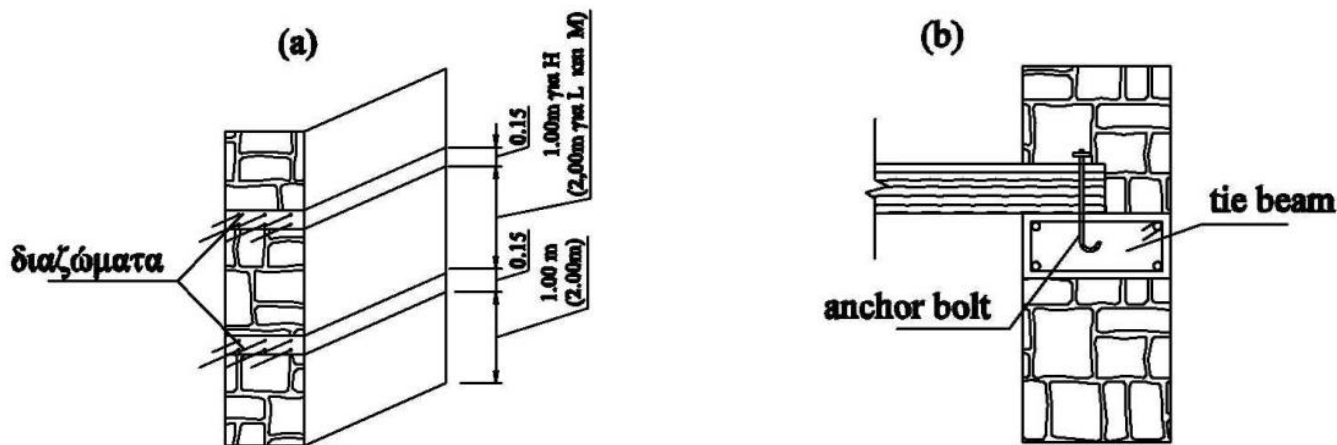 (a)
διαζώματα
0.15
1.00m για H
(2,00m για L και M)
0.15
1.00 m
(2.00m)
(b)
tie beam
anchor bolt